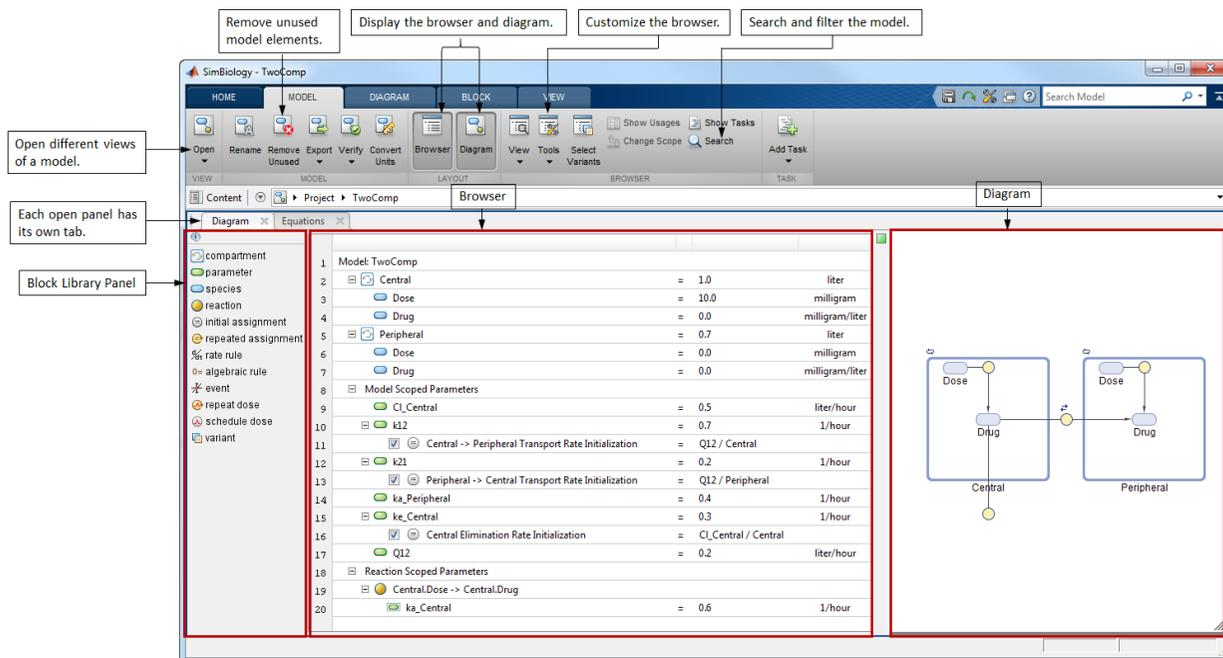 Remove unused
model elements.
Display the browser and diagram.
Customize the browser.
Search and filter the model.
SimBiology - TwoComp
HOME MODEL DIAGRAM BLOCK VIEW
Search Model
Open different views
of a model.
Open Rename Remove Unused Export Verify Convert Units Browser Diagram View Tools Select Variants Show Usages Show Tasks Add Task
Change Scope Search
VIEW MODEL LAYOUT BROWSER TASK
Content Project TwoComp
Browser
Diagram
Each open panel has
its own tab.
Diagram Equations
Block Library Panel
compartment
parameter
species
reaction
initial assignment
repeated assignment
rate rule
0= algebraic rule
event
repeat dose
schedule dose
variant
1 Model: TwoComp
2 Central = 1.0 liter
3 Dose = 10.0 milligram
4 Drug = 0.0 milligram/liter
5 Peripheral = 0.7 liter
6 Dose = 0.0 milligram
7 Drug = 0.0 milligram/liter
8 Model Scoped Parameters
9 Cl_Central = 0.5 liter/hour
10 k12 = 0.7 1/hour
11 Central -> Peripheral Transport Rate Initialization = Q12 / Central
12 k21 = 0.2 1/hour
13 Peripheral -> Central Transport Rate Initialization = Q12 / Peripheral
14 ka_Peripheral = 0.4 1/hour
15 ke_Central = 0.3 1/hour
16 Central Elimination Rate Initialization = Cl_Central / Central
17 Q12 = 0.2 liter/hour
18 Reaction Scoped Parameters
19 Central.Dose -> Central.Drug
20 ka_Central = 0.6 1/hour
Dose Dose
Drug Drug
Central Peripheral